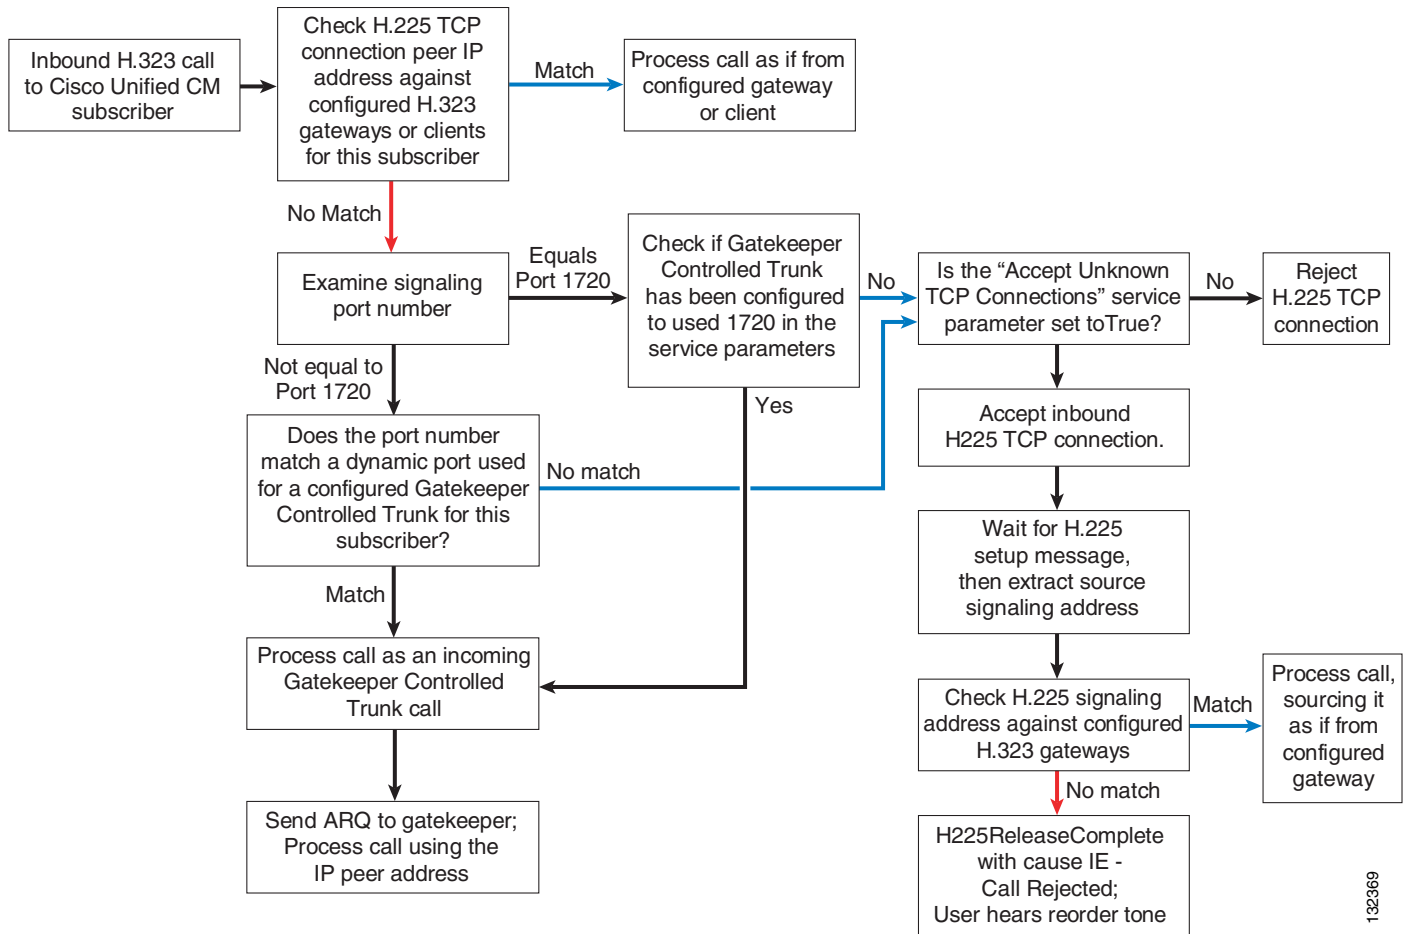 Inbound H.323 call
to Cisco Unified CM
subscriber
Check H.225 TCP
connection peer IP
address against
configured H.323
gateways or clients
for this subscriber
Match
Process call as if from
configured gateway
or client
No Match
Examine signaling
port number
Equals
Port 1720
Check if Gatekeeper
Controlled Trunk
has been configured
to used 1720 in the
service parameters
No
Is the “Accept Unknown
TCP Connections” service
parameter set toTrue?
No
Reject
H.225 TCP
connection
Not equal to
Port 1720
Yes
Accept inbound
H225 TCP connection.
Does the port number
match a dynamic port used
for a configured Gatekeeper
Controlled Trunk for this
subscriber?
No match
Wait for H.225
setup message,
then extract source
signaling address
Match
Process call as an incoming
Gatekeeper Controlled
Trunk call
Check H.225 signaling
address against configured
H.323 gateways
Match
Process call,
sourcing it
as if from
configured
gateway
No match
Send ARQ to gatekeeper;
Process call using the
IP peer address
H225ReleaseComplete
with cause IE -
Call Rejected;
User hears reorder tone
132369